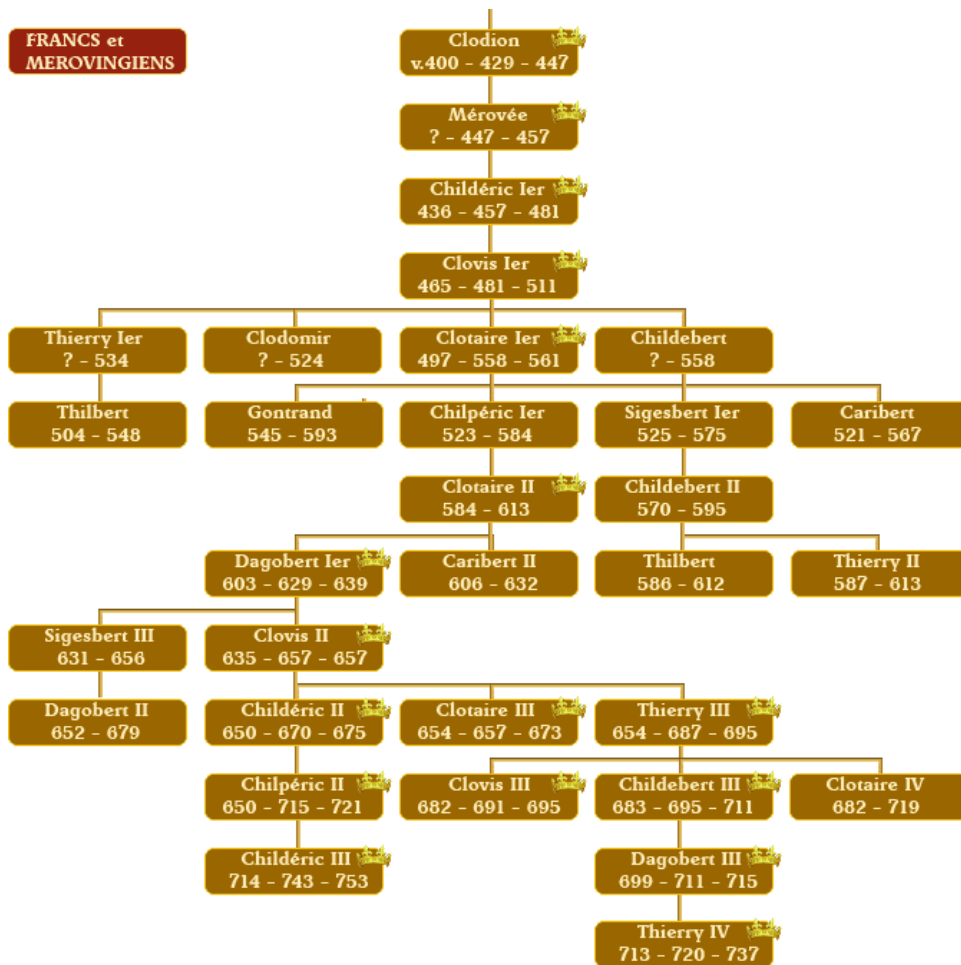 FRANCS et
MEROVINGIENS
Clodion
v.400 - 429 - 447
Mérovée
? - 447 - 457
Childéric Ier
436 - 457 - 481
Clovis Ier
465 - 481 - 511
Thierry Ier
? - 534
Clodomir
? - 524
Clotaire Ier
497 - 558 - 561
Childebert
? - 558
Thilbert
504 - 548
Gontrand
545 - 593
Chilpéric Ier
523 - 584
Sigesbert Ier
525 - 575
Caribert
521 - 567
Clotaire II
584 - 613
Childebert II
570 - 595
Dagobert Ier
603 - 629 - 639
Caribert II
606 - 632
Thilbert
586 - 612
Thierry II
587 - 613
Sigesbert III
631 - 656
Clovis II
635 - 657 - 657
Dagobert II
652 - 679
Childéric II
650 - 670 - 675
Clotaire III
654 - 657 - 673
Thierry III
654 - 687 - 695
Chilpéric II
650 - 715 - 721
Clovis III
682 - 691 - 695
Childebert III
683 - 695 - 711
Clotaire IV
682 - 719
Childéric III
714 - 743 - 753
Dagobert III
699 - 711 - 715
Thierry IV
713 - 720 - 737